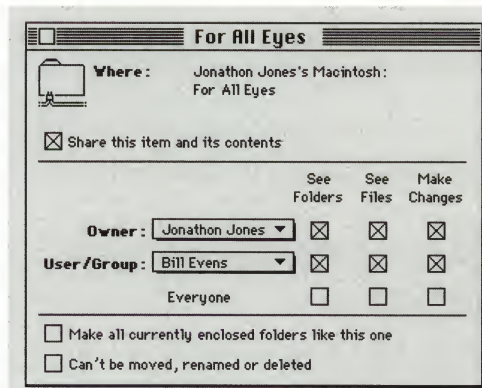 For All Eyes
Where: Jonathon Jones's Macintosh:
For All Eyes
Share this item and its contents
See See Make
Folders Files Changes
Owner: Jonathon Jones
User/Group: Bill Evens
Everyone
Make all currently enclosed folders like this one
Can't be moved, renamed or deleted